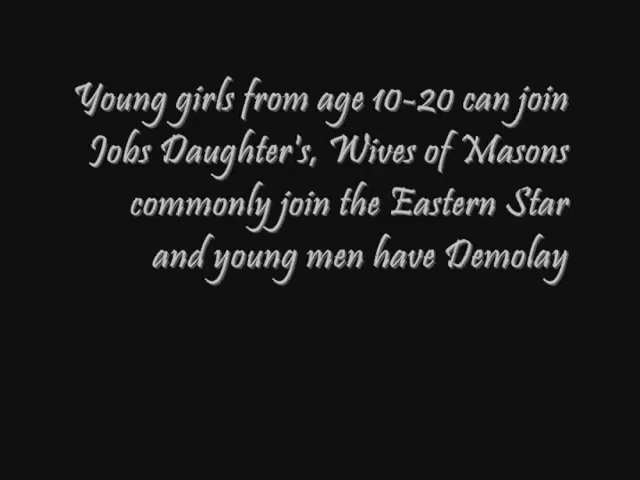 Young girls from age 10-20 can join
Jobs Daughter's, Wives of Masons
commonly join the Eastern Star
and young men have Demolay